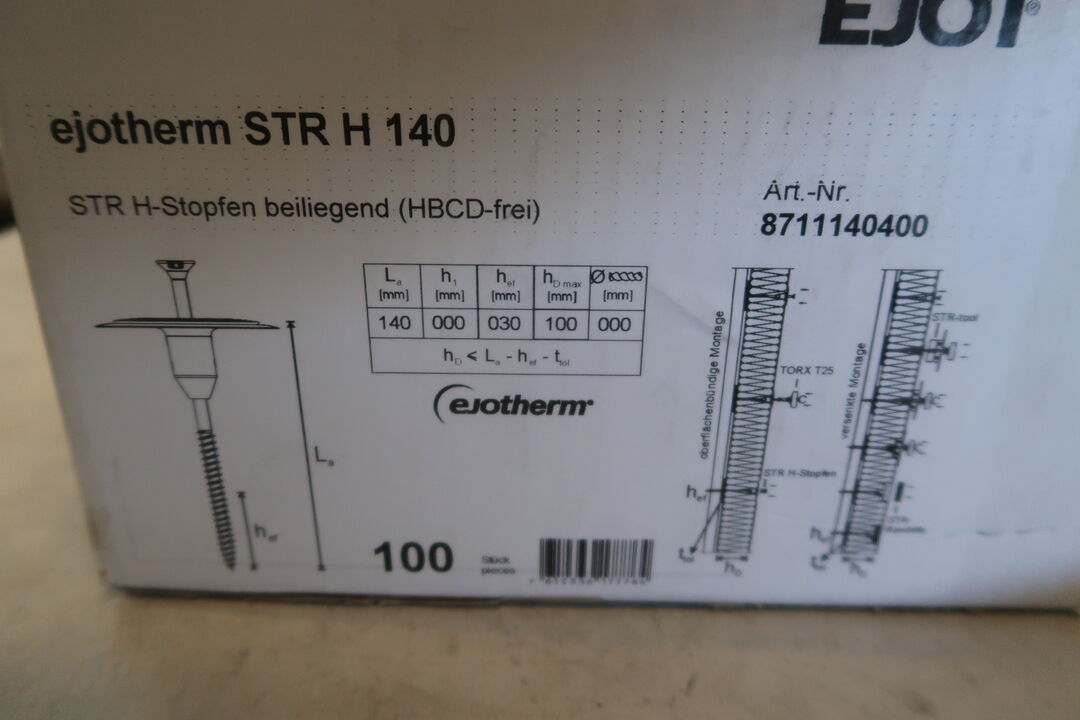 EJOT®
ejotherm STR H 140
STR H-Stopfen beiliegend (HBCD-frei)
Art.-Nr.
8711140400
La h1 hef hD max Ø
[mm] [mm] [mm] [mm] [mm]
140 000 030 100 000
hD < La - hef - ttol
ejotherm
La
hef
100 Stück
pieces
oberflächenbündige Montage
TORX T25
STR H-Stopfen
hef
ttol
hD
versenkte Montage
STR-tool
STR-
hD